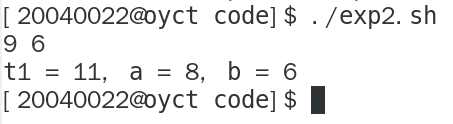 [ 20040022@oyct code]$ ./exp2.sh
9 6
t1 = 11, a = 8, b = 6
[ 20040022@oyct code]$